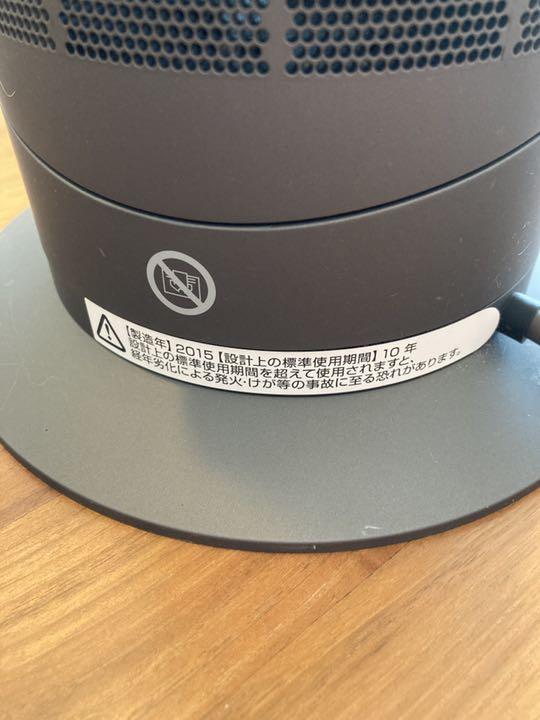 【製造年】2015【設計上の標準使用期間】10年
設計上の標準使用期間を超えて使用されますと、
経年劣化による発火・けが等の事故に至る恐れがあります。